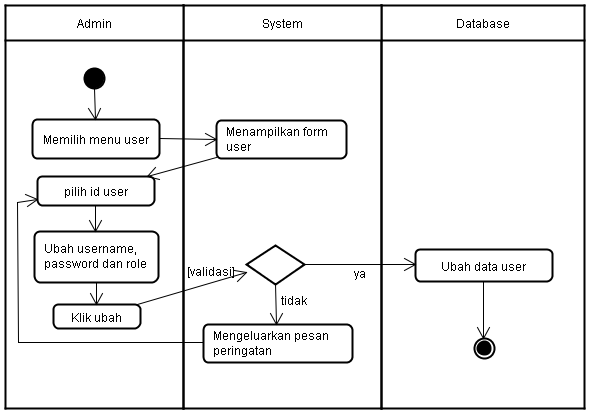 Admin
System
Database
Memilih menu user
Menampilkan form
user
pilih id user
Ubah username,
password dan role
[validasi]
ya
Ubah data user
tidak
Klik ubah
Mengeluarkan pesan
peringatan